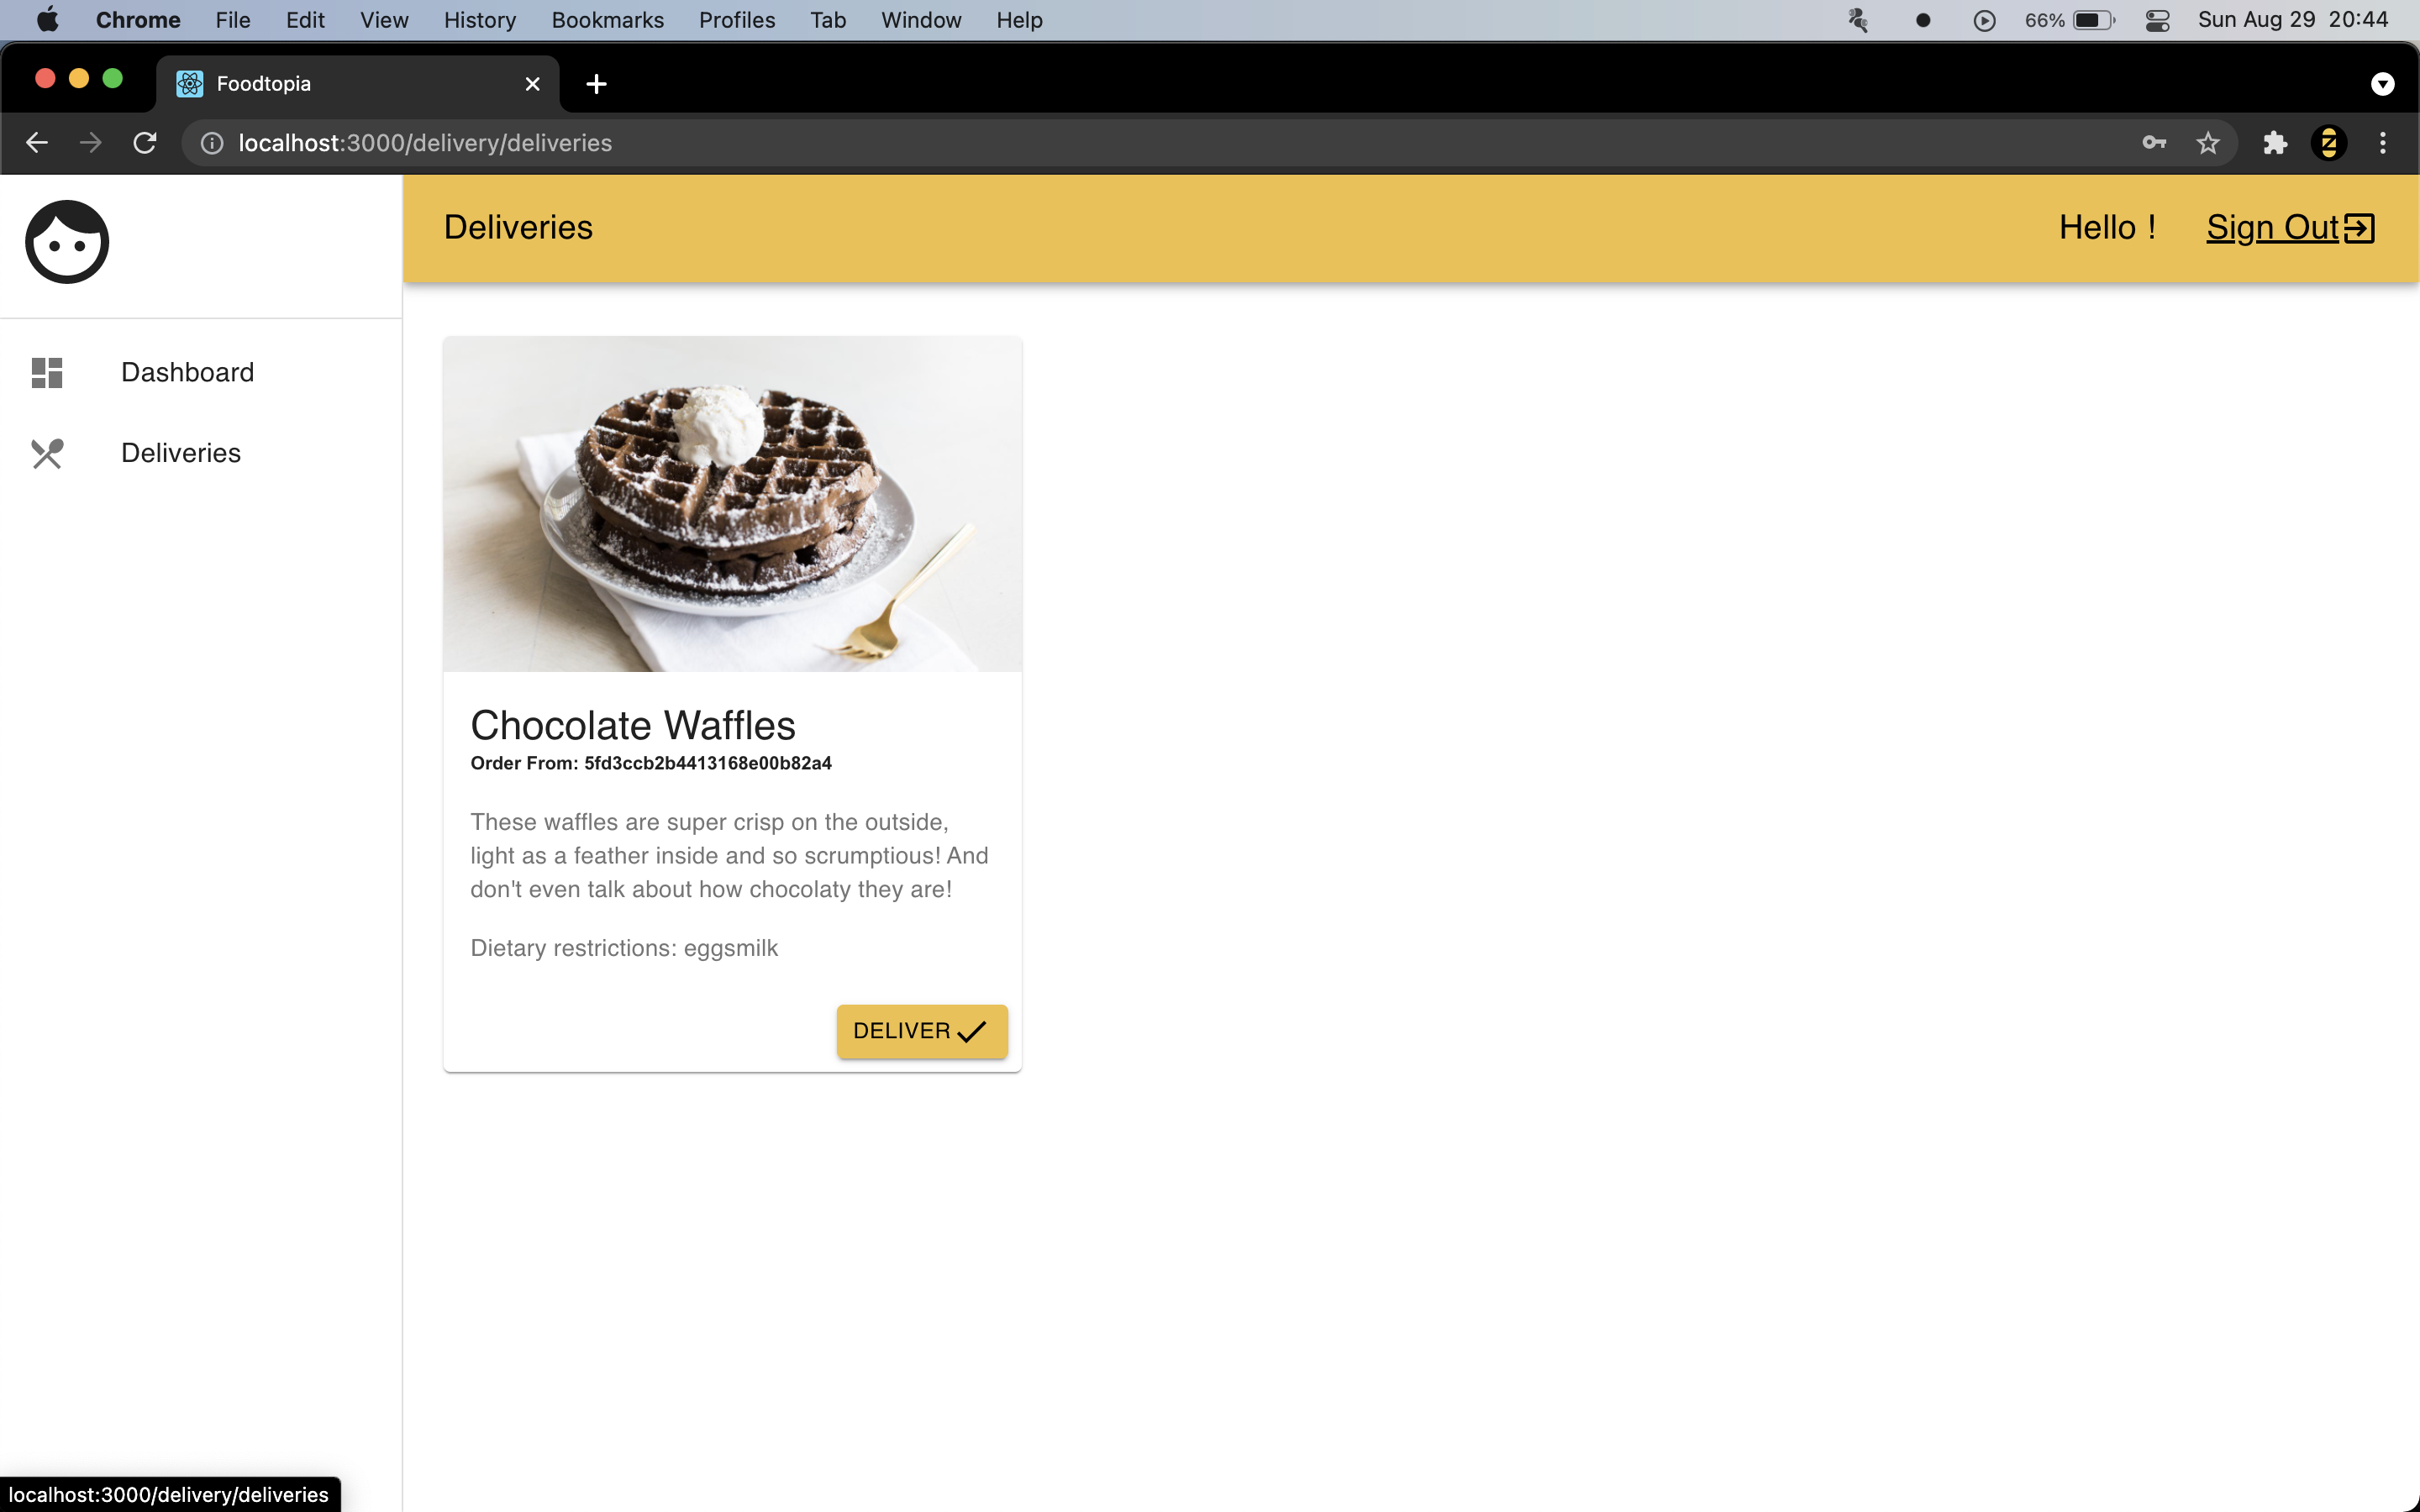 Chrome File Edit View History Bookmarks Profiles Tab Window Help 66% Sun Aug 29 20:44
Foodtopia
localhost:3000/delivery/deliveries
Deliveries Hello ! Sign Out
Dashboard
Deliveries
Chocolate Waffles
Order From: 5fd3ccb2b4413168e00b82a4
These waffles are super crisp on the outside,
light as a feather inside and so scrumptious! And
don't even talk about how chocolaty they are!
Dietary restrictions: eggsmilk
DELIVER
localhost:3000/delivery/deliveries